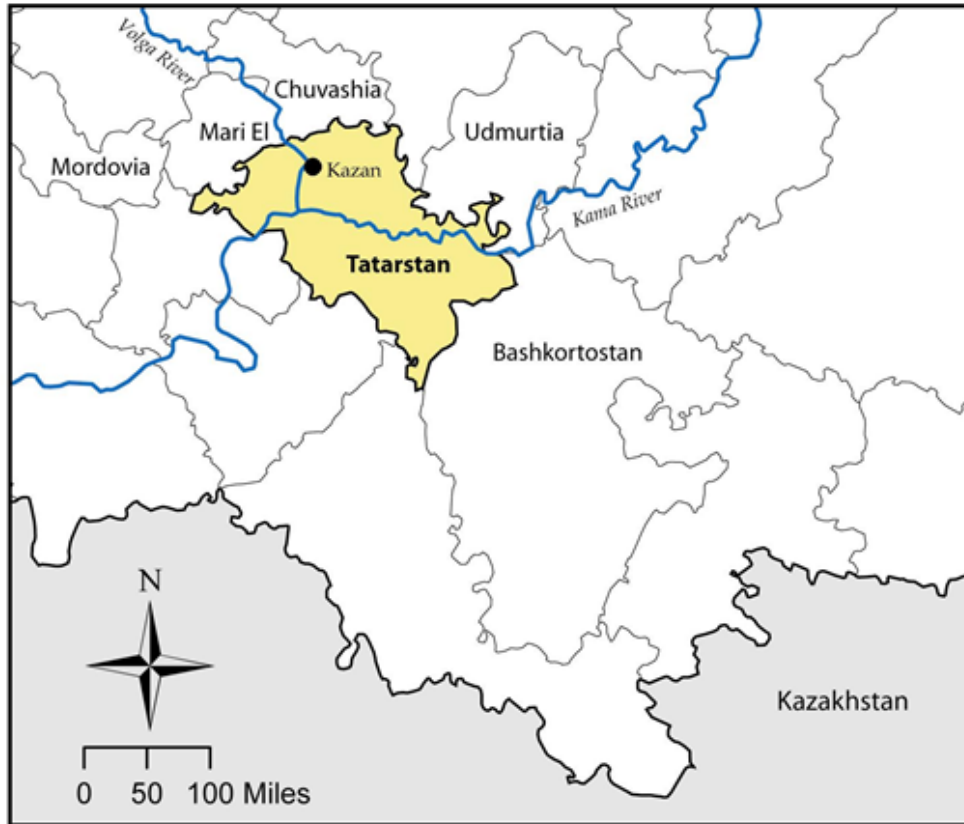 Volga River
Chuvashia
Mari El
Udmurtia
Mordovia
Kazan
Kama River
Tatarstan
Bashkortostan
N
Kazakhstan
0 50 100 Miles